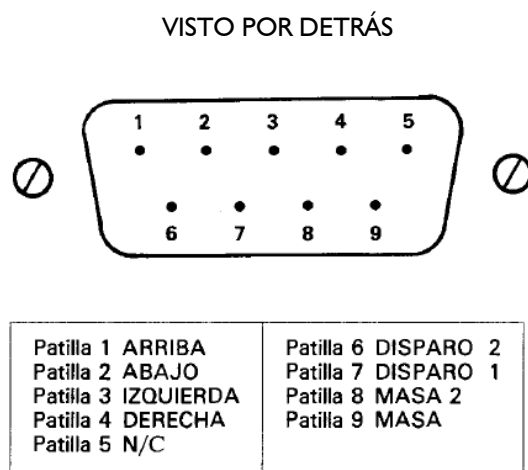 VISTO POR DETRÁS
1 2 3 4 5
6 7 8 9
Patilla 1 ARRIBA
Patilla 2 ABAJO
Patilla 3 IZQUIERDA
Patilla 4 DERECHA
Patilla 5 N/C
Patilla 6 DISPARO 2
Patilla 7 DISPARO 1
Patilla 8 MASA 2
Patilla 9 MASA